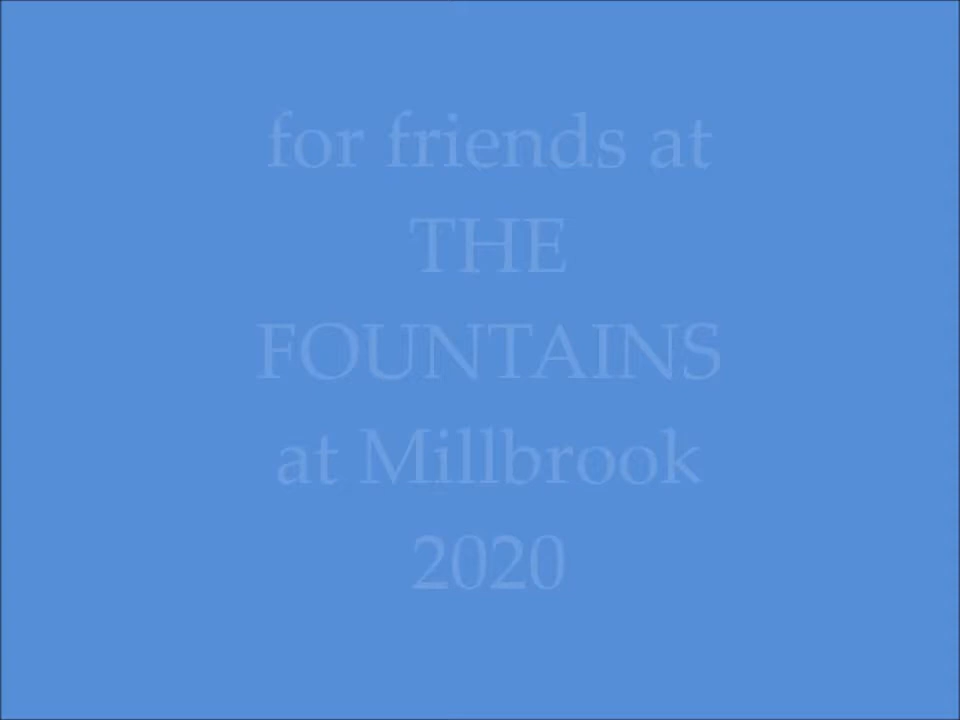 for friends at
THE
FOUNTAINS
at Millbrook
2020